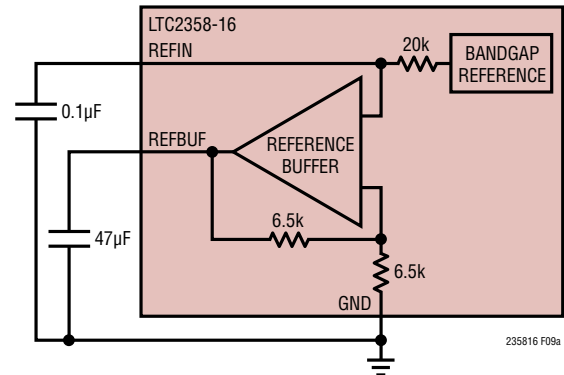 LTC2358-16
REFIN
20k
BANDGAP
REFERENCE
0.1µF
REFBUF
REFERENCE
BUFFER
47µF
6.5k
6.5k
GND
235816 F09a